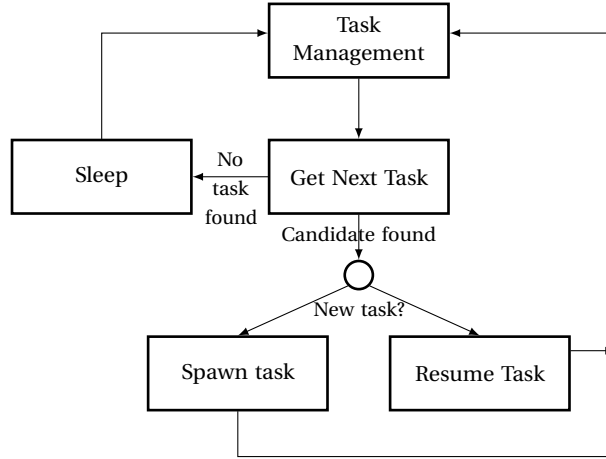 Task
Management
Sleep
No
task
found
Get Next Task
Candidate found
New task?
Spawn task
Resume Task